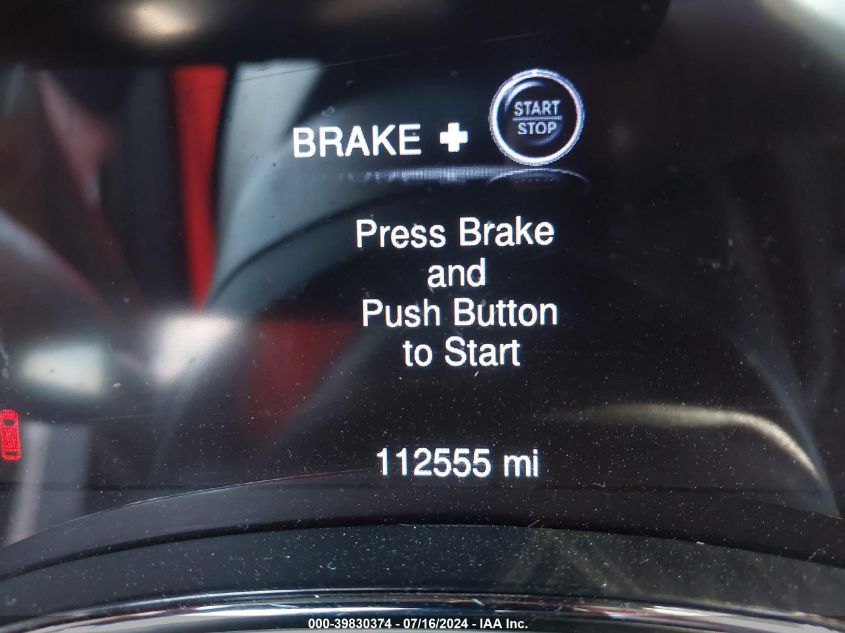 BRAKE + START
STOP
Press Brake
and
Push Button
to Start
112555 mi
000-39830374 - 07/16/2024 - IAA Inc.